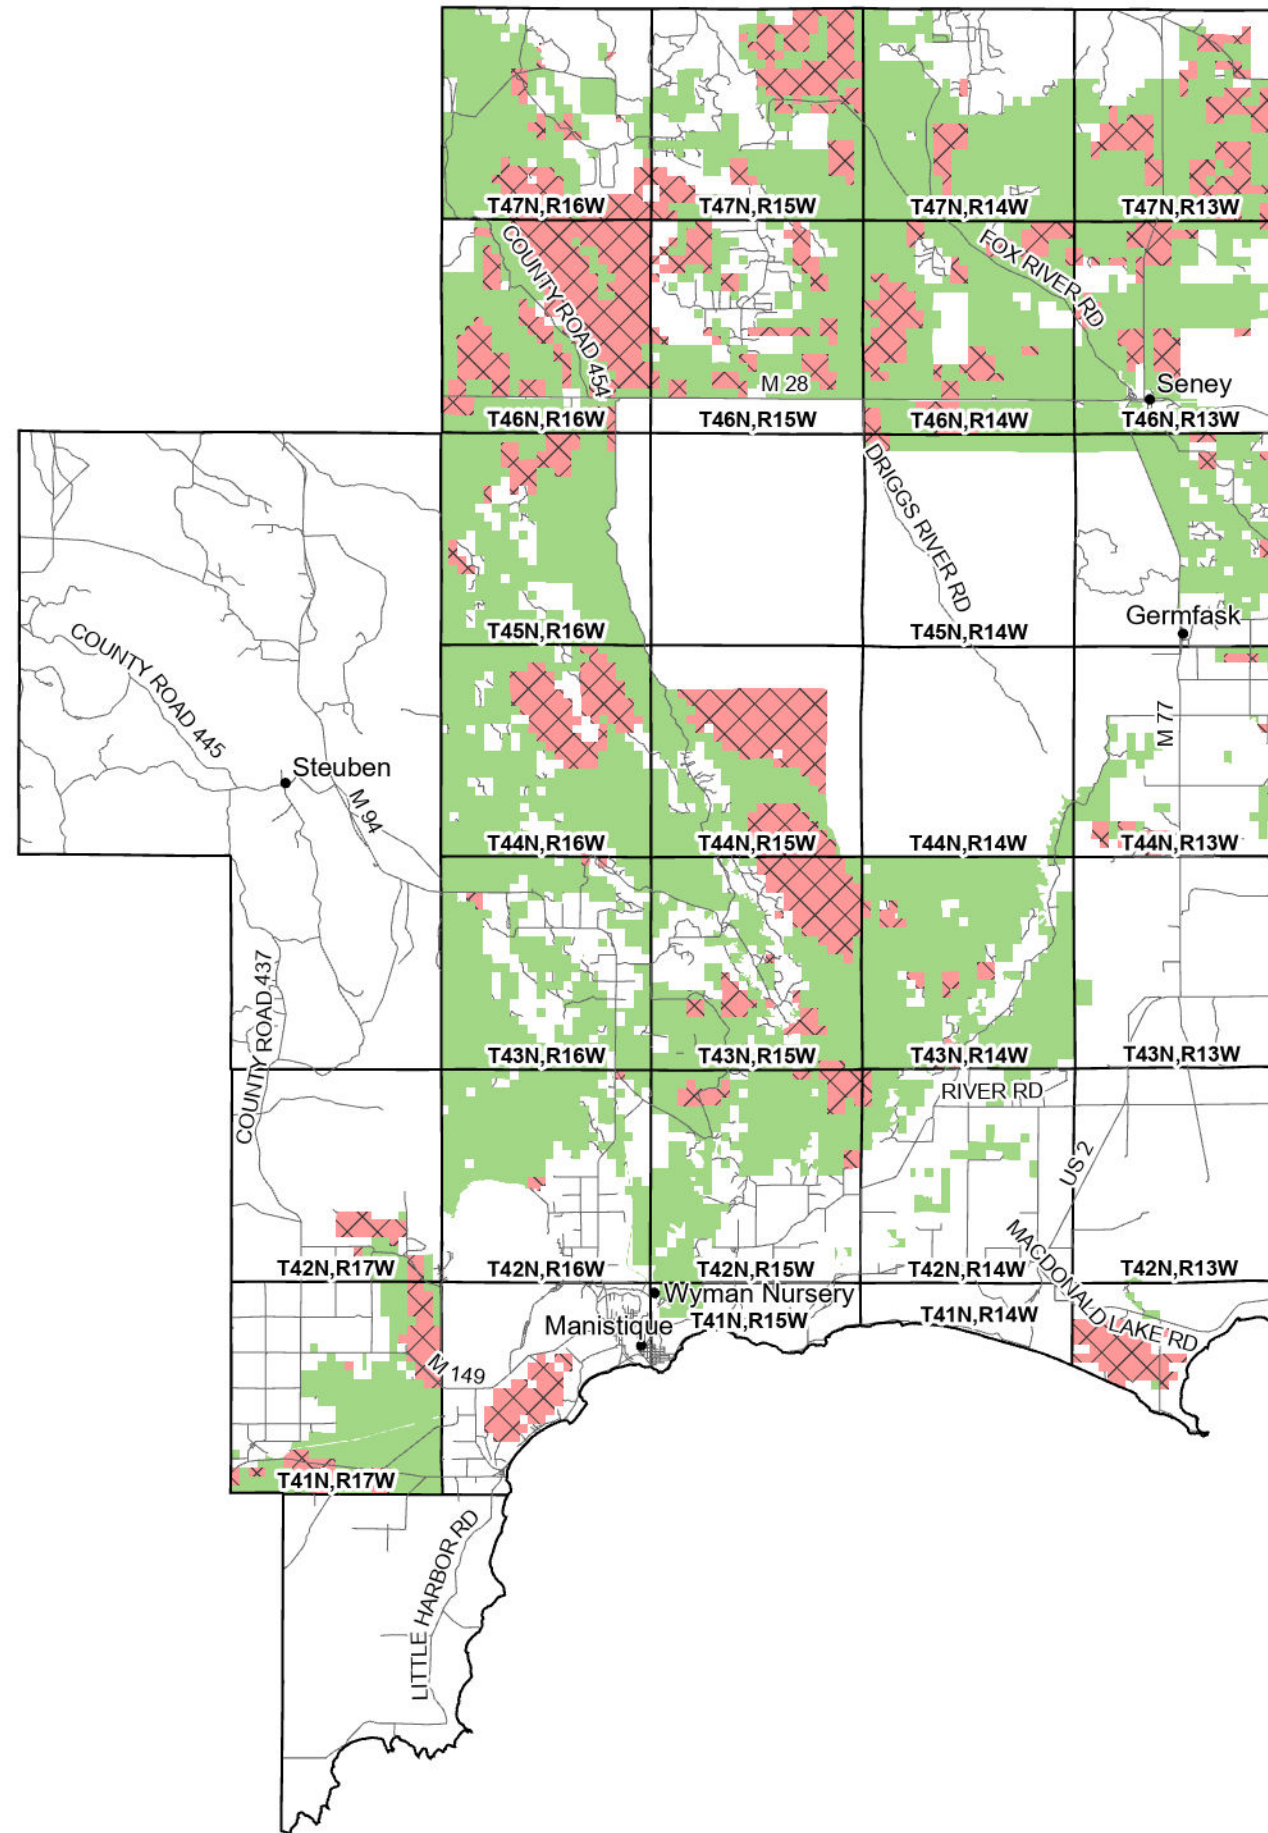 T47N,R16W
T47N,R15W
T47N,R14W
T47N,R13W
COUNTY ROAD 454
FOX RIVER RD
M 28
Seney
T46N,R16W
T46N,R15W
T46N,R14W
T46N,R13W
DRIGGS RIVER RD
Germfask
T45N,R16W
T45N,R14W
COUNTY ROAD 445
M 77
Steuben
M 94
T44N,R16W
T44N,R15W
T44N,R14W
T44N,R13W
COUNTY ROAD 437
T43N,R16W
T43N,R15W
T43N,R14W
T43N,R13W
RIVER RD
US 2
MACDONALD LAKE RD
T42N,R17W
T42N,R16W
T42N,R15W
T42N,R14W
T42N,R13W
Wyman Nursery
T41N,R15W
T41N,R14W
Manistique
M 149
T41N,R17W
LITTLE HARBOR RD